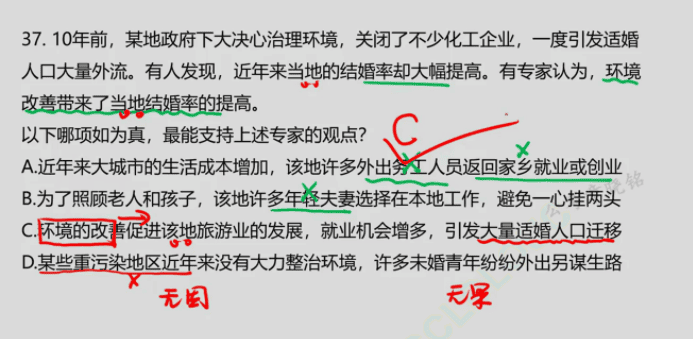 37. 10年前，某地政府下大决心治理环境，关闭了不少化工企业，一度引发适婚
人口大量外流。有人发现，近年来当地的结婚率却大幅提高。有专家认为，环境
改善带来了当地结婚率的提高。
以下哪项如为真，最能支持上述专家的观点？
C
A.近年来大城市的生活成本增加，该地许多外出务工人员返回家乡就业或创业
B.为了照顾老人和孩子，该地许多年轻夫妻选择在本地工作，避免一心挂两头
C.环境的改善促进该地旅游业的发展，就业机会增多，引发大量适婚人口迁移
D.某些重污染地区近年来没有大力整治环境，许多未婚青年纷纷外出另谋生路
无因 无果